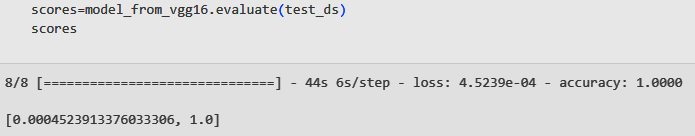 scores=model_from_vgg16.evaluate(test_ds)
scores
8/8 [==============================] - 44s 6s/step - loss: 4.5239e-04 - accuracy: 1.0000
[0.0004523913376033306, 1.0]